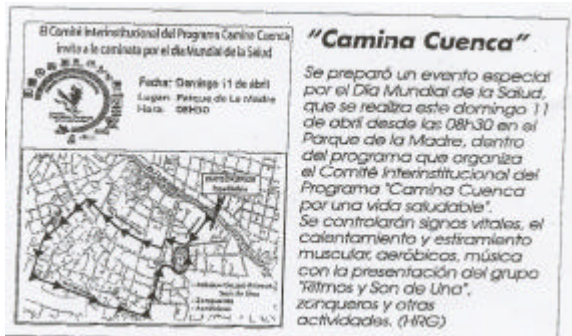 El Comité Interinstitucional del Programa Camina Cuenca
invita a la caminata por el día Mundial de la Salud
Fecha: Domingo 11 de abril
Lugar: Parque de La Madre
Hora: 08H30
"Camina Cuenca"
Se preparó un evento especial
por el Día Mundial de la Salud,
que se realiza este domingo 11
de abril desde las 08h30 en el
Parque de la Madre, dentro
del programa que organiza
el Comité Interinstitucional del
Programa "Camina Cuenca
por una vida saludable".
Se controlarán signos vitales, el
calentamiento y estiramiento
muscular, aeróbicos, música
con la presentación del grupo
"Ritmos y Son de Uno",
zanqueros y otras
actividades. (HRG)